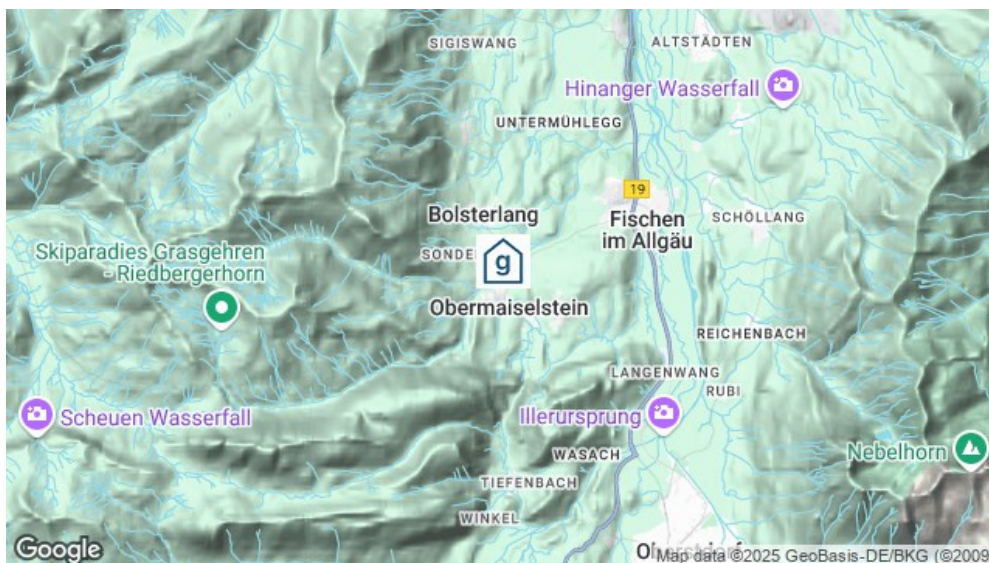 SIGISWANG
ALTSTÄDTEN
Hinanger Wasserfall
UNTERMÜHLEGG
19
Bolsterlang
Fischen
im Allgäu
SCHÖLLANG
SONDE
g
Skiparadies Grasgehren
- Riedbergerhorn
Obermaiselstein
REICHENBACH
LANGENWANG
RUBI
Scheuen Wasserfall
Illerursprung
WASACH
Nebelhorn
TIEFENBACH
WINKEL
Oberstdorf
Google
Map data ©2025 GeoBasis-DE/BKG (©2009